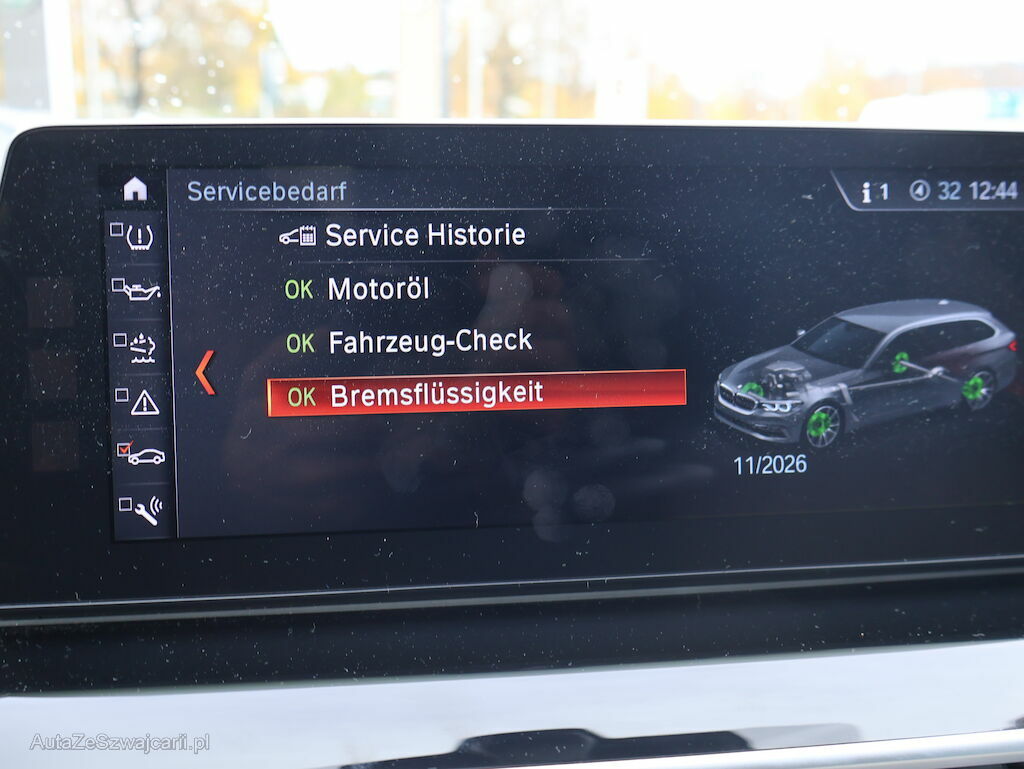 Servicebedarf
i 1 32 12:44
Service Historie
OK Motoröl
OK Fahrzeug-Check
OK Bremsflüssigkeit
11/2026
AutaZeSzwajcarii.pl